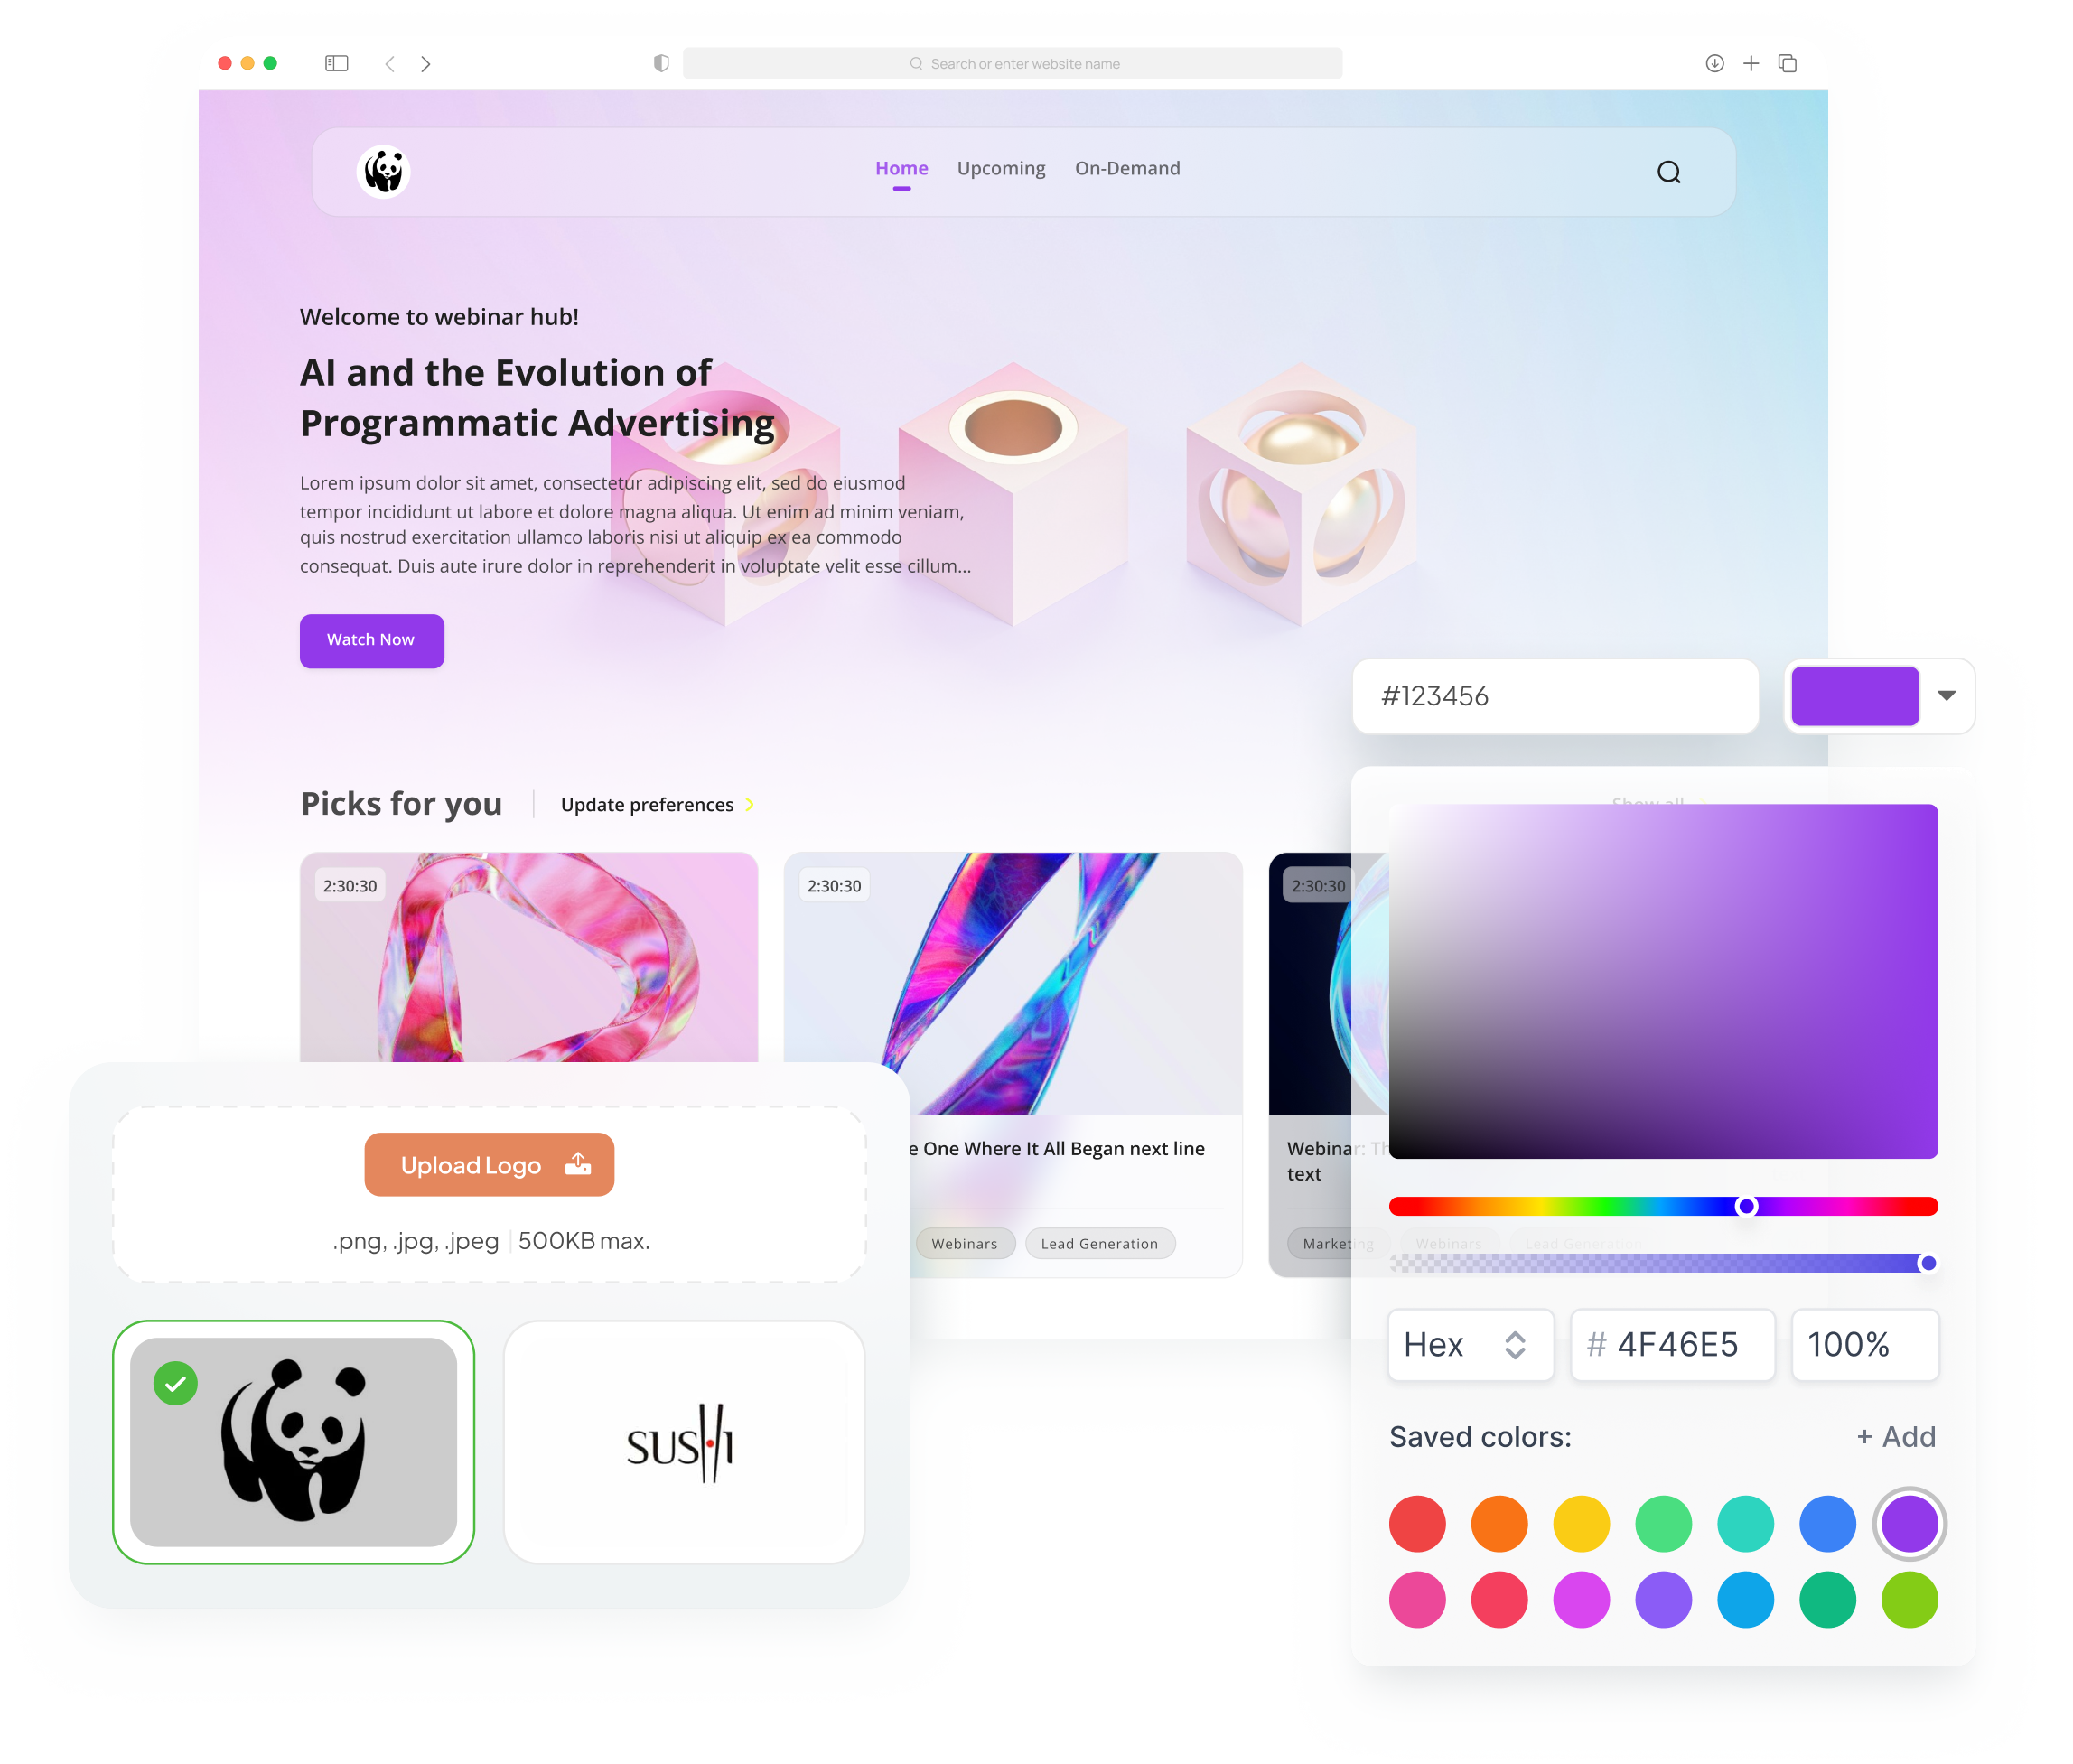 Search or enter website name
Home Upcoming On-Demand
Welcome to webinar hub!
AI and the Evolution of
Programmatic Advertising
Lorem ipsum dolor sit amet, consectetur adipiscing elit, sed do eiusmod
tempor incididunt ut labore et dolore magna aliqua. Ut enim ad minim veniam,
quis nostrud exercitation ullamco laboris nisi ut aliquip ex ea commodo
consequat. Duis aute irure dolor in reprehenderit in voluptate velit esse cillum...
Watch Now
#123456
Picks for you
Update preferences
Show all
2:30:30
2:30:30
2:30:30
e One Where It All Began next line
Webinars
Lead Generation
Webinar: Th
text
Marketing
Webinars
Lead Generation
Upload Logo
.png, .jpg, .jpeg | 500KB max.
SUSHI
Hex
# 4F46E5
100%
Saved colors:
+ Add